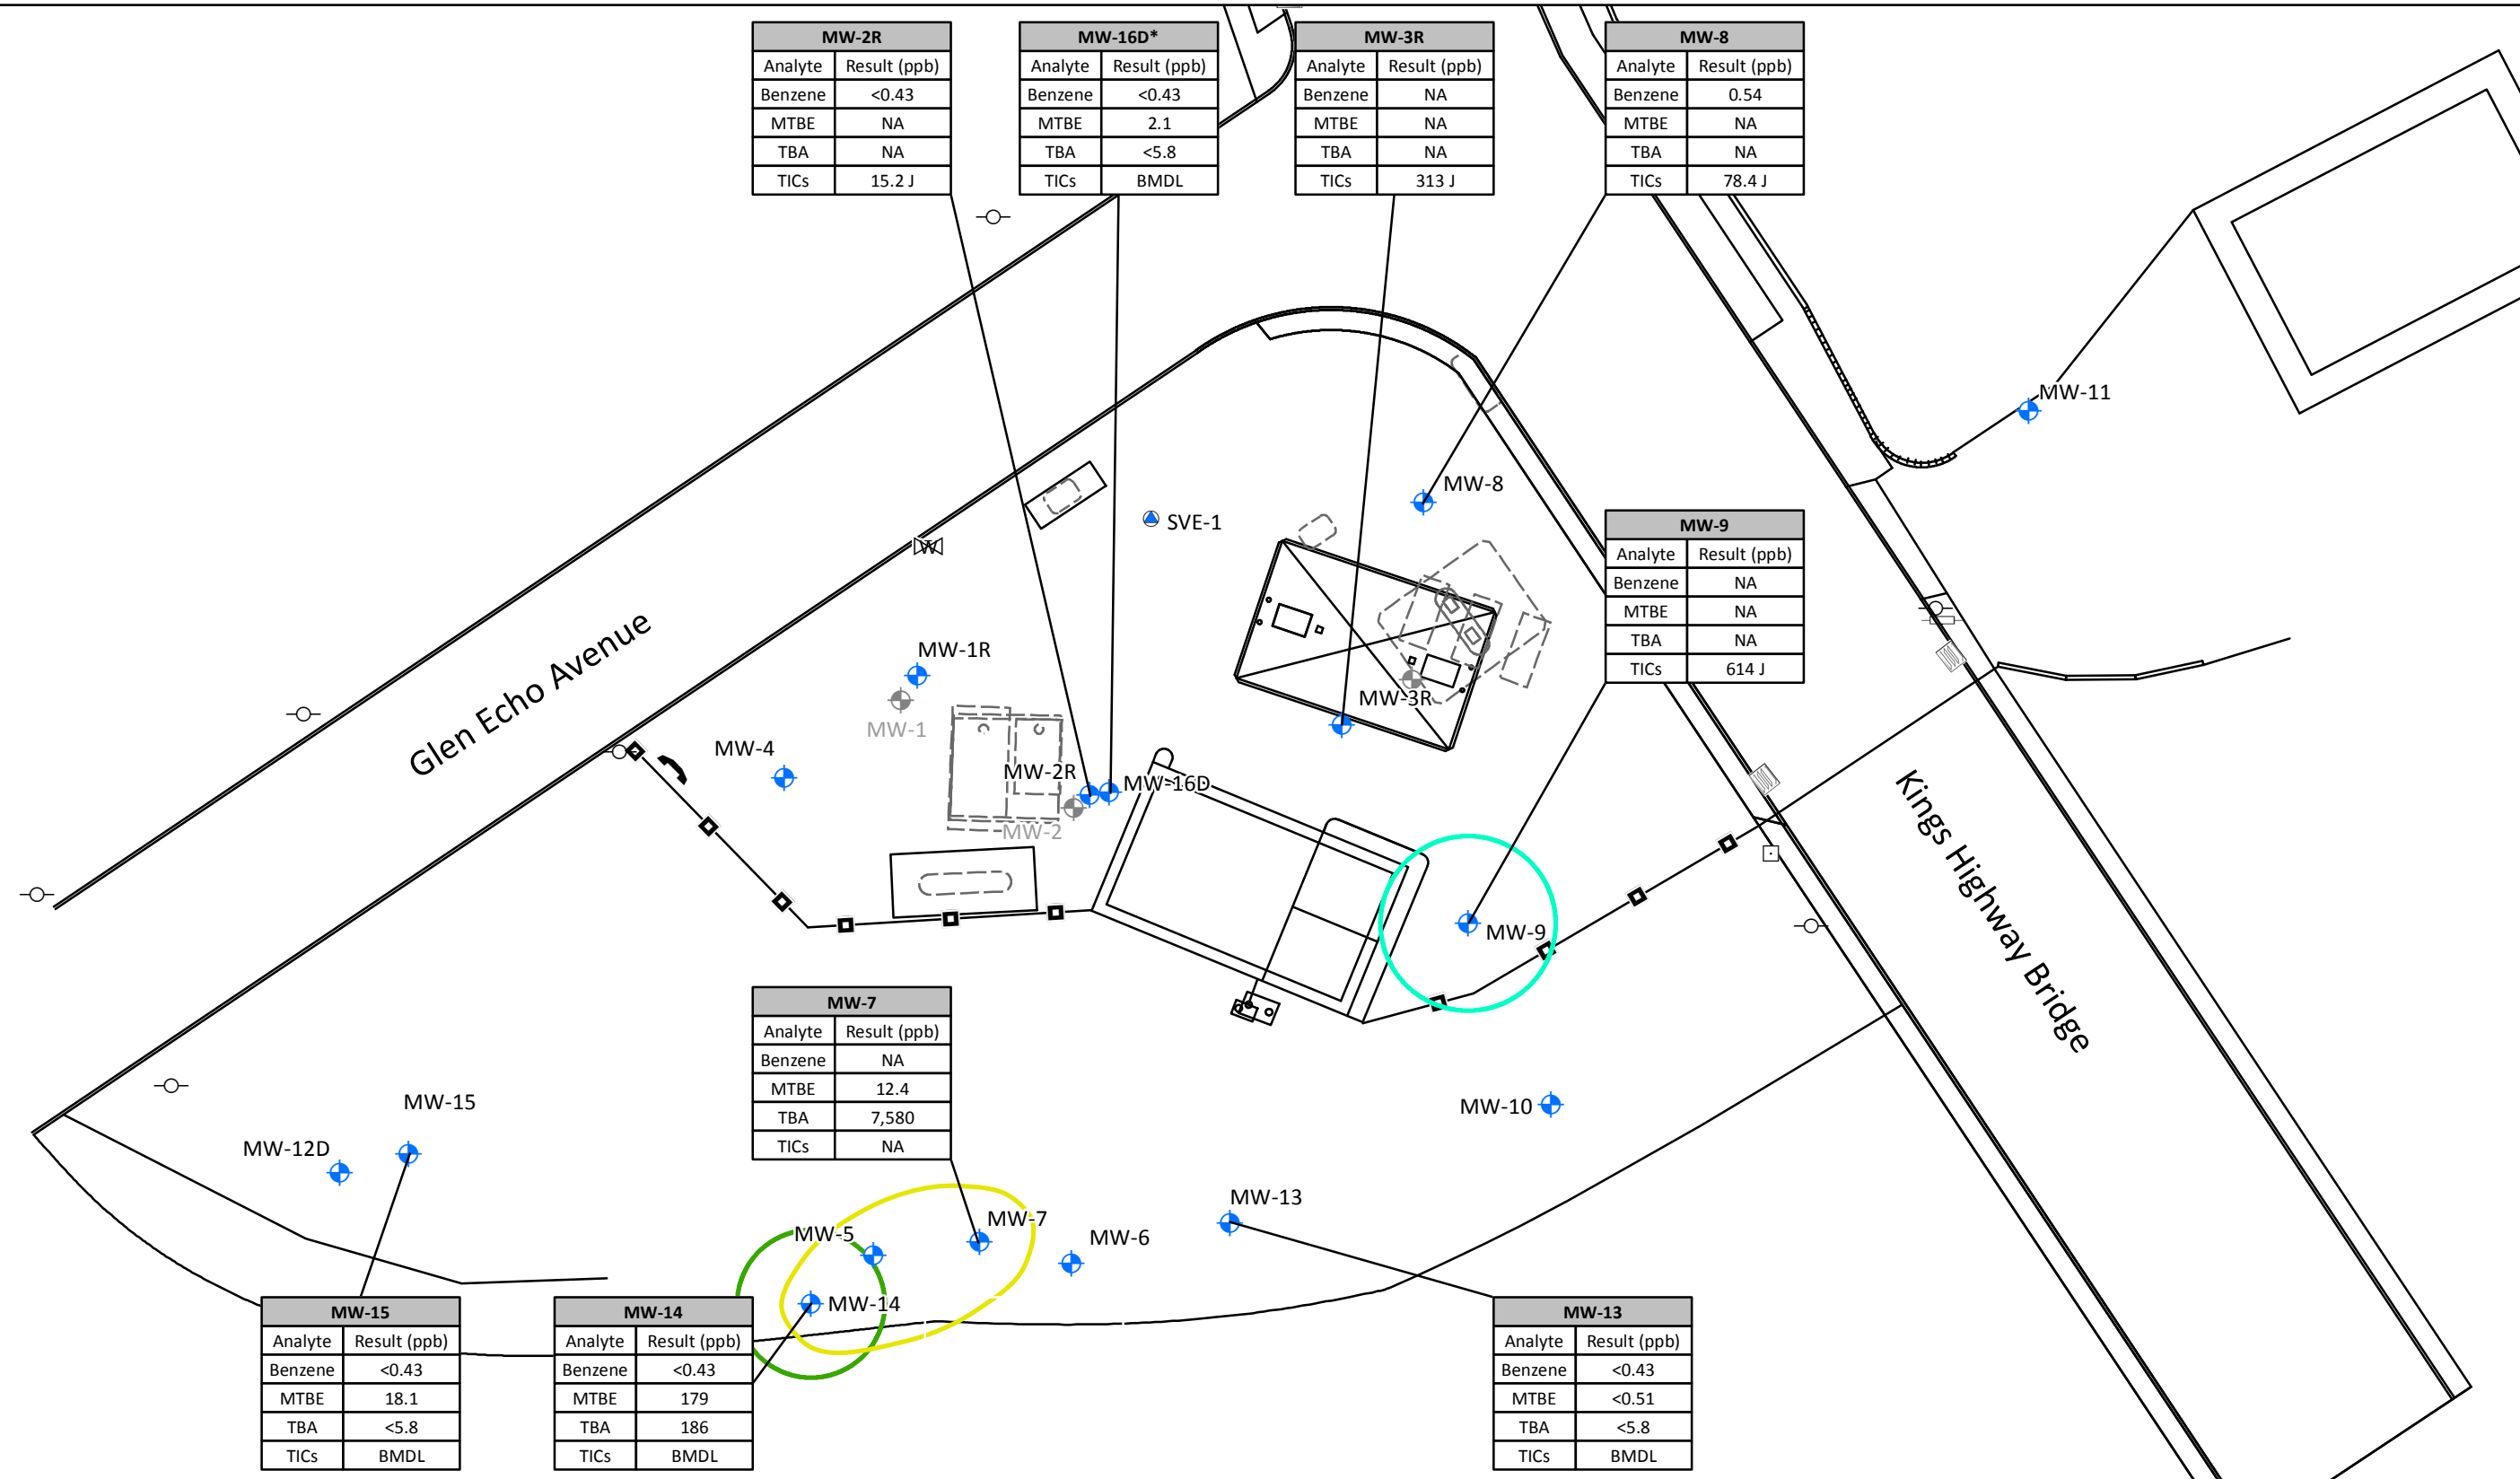 MW-2R
Analyte Result (ppb)
Benzene <0.43
MTBE NA
TBA NA
TICs 15.2 J
MW-16D*
Analyte Result (ppb)
Benzene <0.43
MTBE 2.1
TBA <5.8
TICs BMDL
MW-3R
Analyte Result (ppb)
Benzene NA
MTBE NA
TBA NA
TICs 313 J
MW-8
Analyte Result (ppb)
Benzene 0.54
MTBE NA
TBA NA
TICs 78.4 J
MW-11
MW-8
SVE-1
W
MW-9
Analyte Result (ppb)
Benzene NA
MTBE NA
TBA NA
TICs 614 J
Glen Echo Avenue
MW-1R
MW-1
MW-3R
MW-4
MW-2R
MW-16D
MW-2
Kings Highway Bridge
MW-9
MW-7
Analyte Result (ppb)
Benzene NA
MTBE 12.4
TBA 7,580
TICs NA
MW-15
MW-10
MW-12D
MW-13
MW-7
MW-5
MW-6
MW-14
MW-15
Analyte Result (ppb)
Benzene <0.43
MTBE 18.1
TBA <5.8
TICs BMDL
MW-14
Analyte Result (ppb)
Benzene <0.43
MTBE 179
TBA 186
TICs BMDL
MW-13
Analyte Result (ppb)
Benzene <0.43
MTBE <0.51
TBA <5.8
TICs BMDL